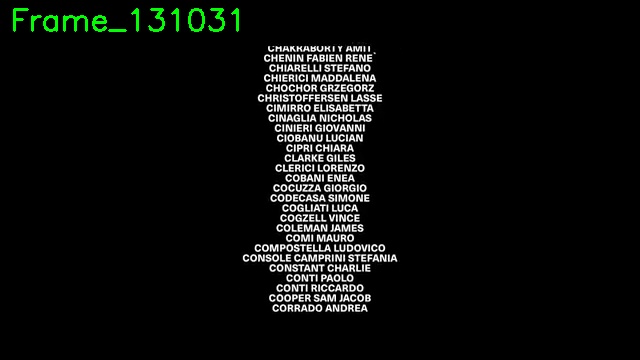 Frame_131031
CHAKRABORTY AMIT
CHENIN FABIEN RENE`
CHIARELLI STEFANO
CHIERICI MADDALENA
CHOCHOR GRZEGORZ
CHRISTOFFERSEN LASSE
CIMIRRO ELISABETTA
CINAGLIA NICHOLAS
CINIERI GIOVANNI
CIOBANU LUCIAN
CIPRI CHIARA
CLARKE GILES
CLERICI LORENZO
COBANI ENEA
COCUZZA GIORGIO
CODECASA SIMONE
COGLIATI LUCA
COGZELL VINCE
COLEMAN JAMES
COMI MAURO
COMPOSTELLA LUDOVICO
CONSOLE CAMPRINI STEFANIA
CONSTANT CHARLIE
CONTI PAOLO
CONTI RICCARDO
COOPER SAM JACOB
CORRADO ANDREA